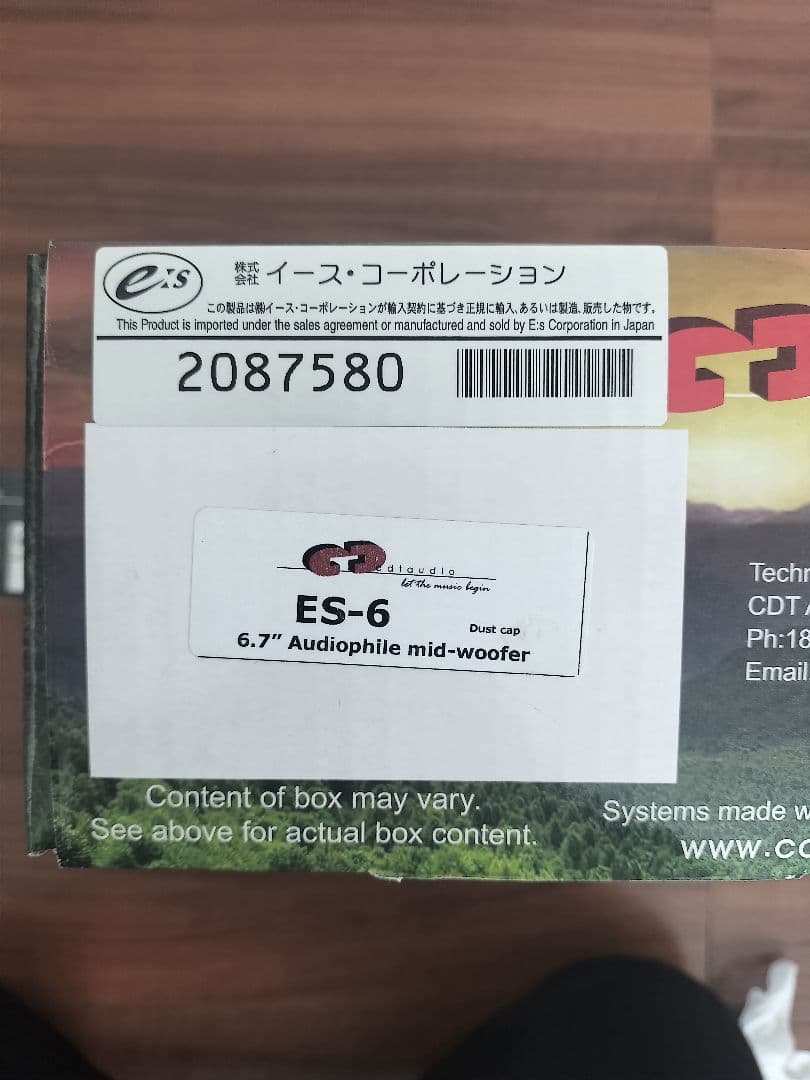 e:s 株式会社 イース・コーポレーション
この製品は㈱イース・コーポレーションが輸入契約に基づき正規に輸入、あるいは製造、販売した物です。
This Product is imported under the sales agreement or manufactured and sold by E:s Corporation in Japan
2087580
cdtaudio
let the music begin
ES-6
Dust cap
6.7" Audiophile mid-woofer
CDT
Ph:18
Email
Content of box may vary.
See above for actual box content.
Systems made
www.